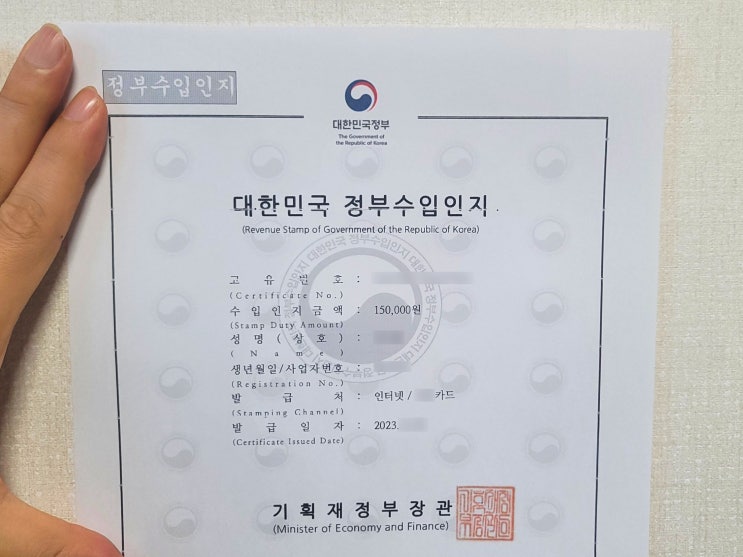 정부수입인지
대한민국정부
The Government of
the Republic of Korea
대한민국 정부수입인지
(Revenue Stamp of Government of the Republic of Korea)
고유번호 :
(Certificate No.)
수입인지금액 : 150,000원
(Stamp Duty Amount)
성명(상호) :
(Name)
생년월일/사업자번호 :
(Registration No.)
발급처 : 인터넷 / 카드
(Stamping Channel)
발급일자 : 2023.
(Certificate Issued Date)
기획재정부장관
(Minister of Economy and Finance)